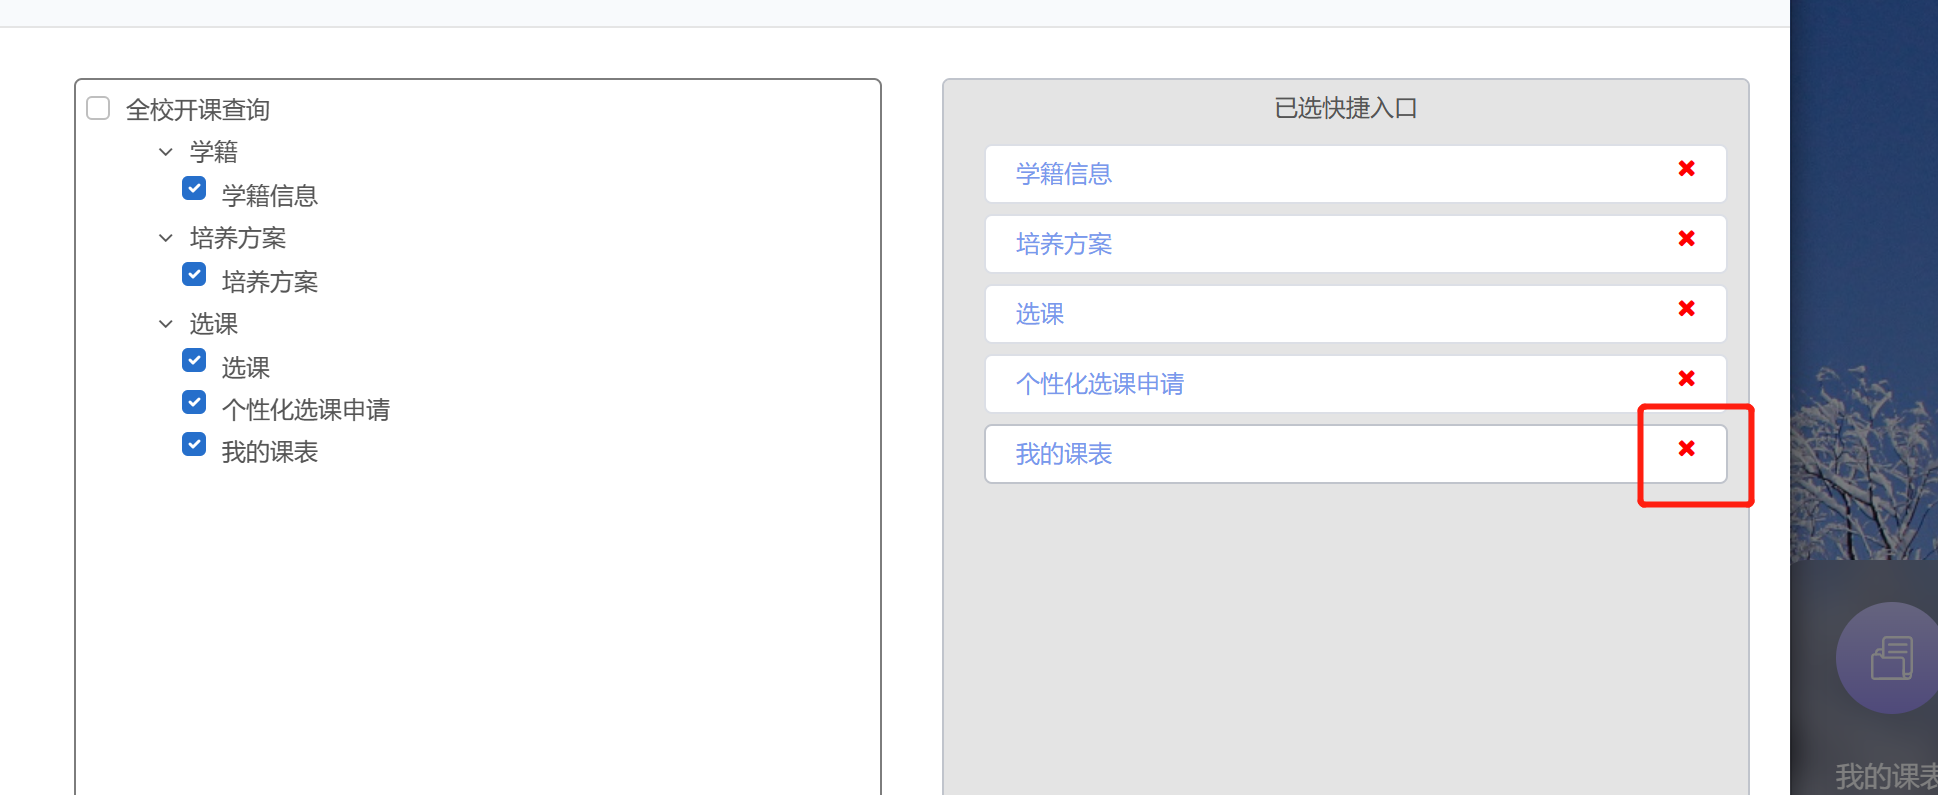 全校开课查询
学籍
学籍信息
培养方案
培养方案
选课
选课
个性化选课申请
我的课表
已选快捷入口
学籍信息
培养方案
选课
个性化选课申请
我的课表
我的课表